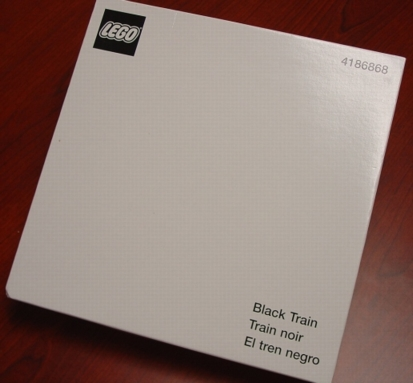 LEGO
4186868
Black Train
Train noir
El tren negro